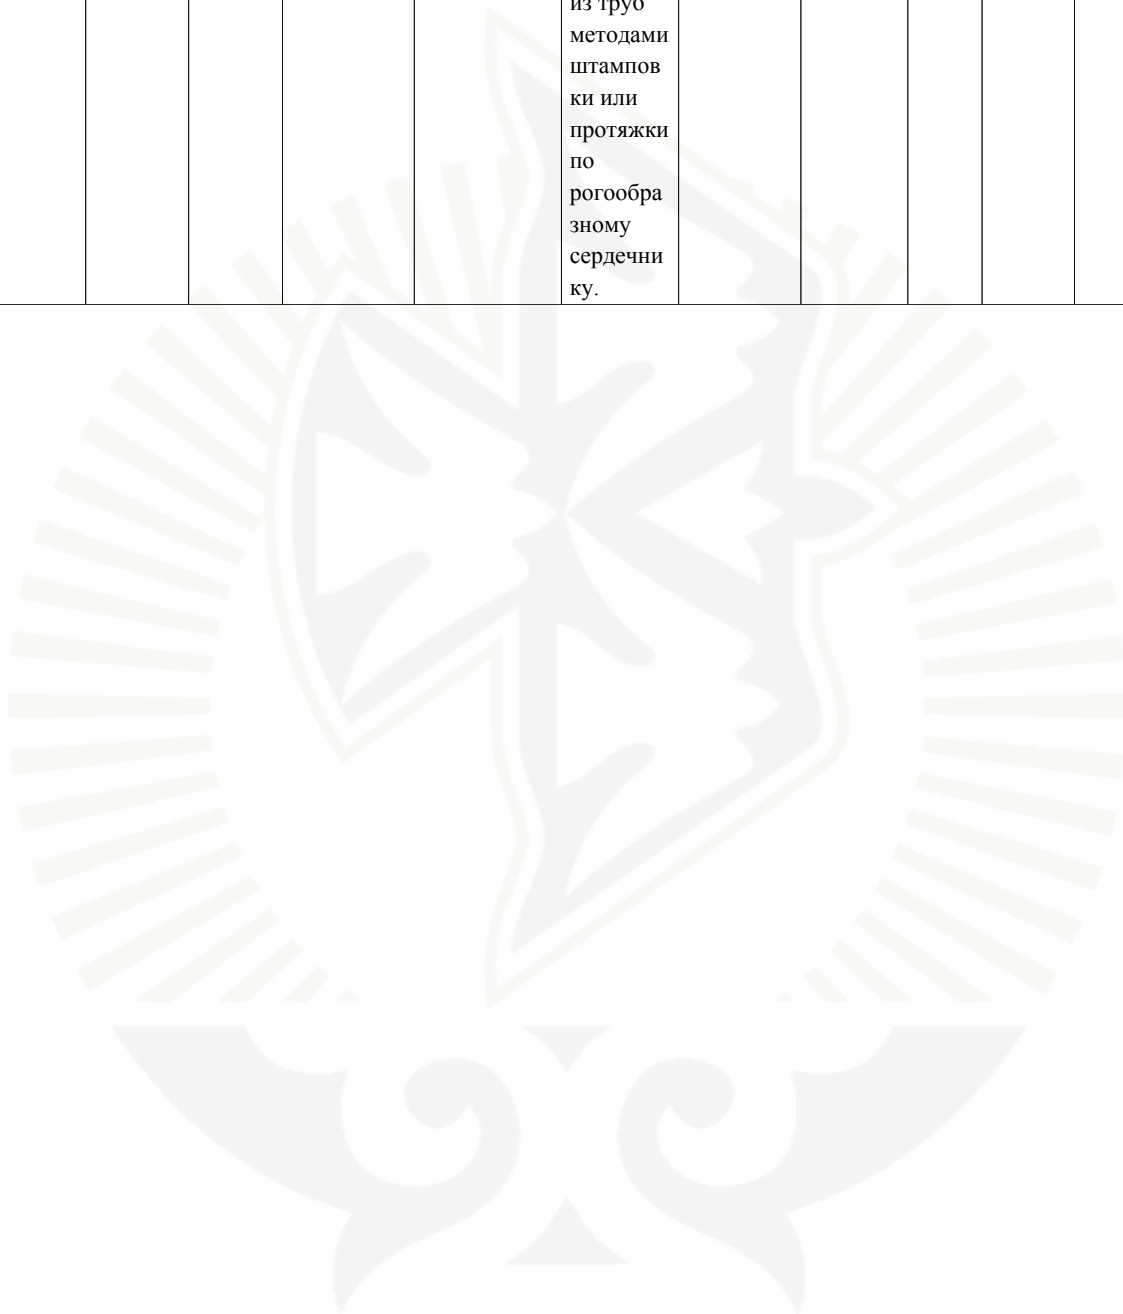 из труб
методами
штампов
ки или
протяжки
по
рогообра
зному
сердечни
ку.